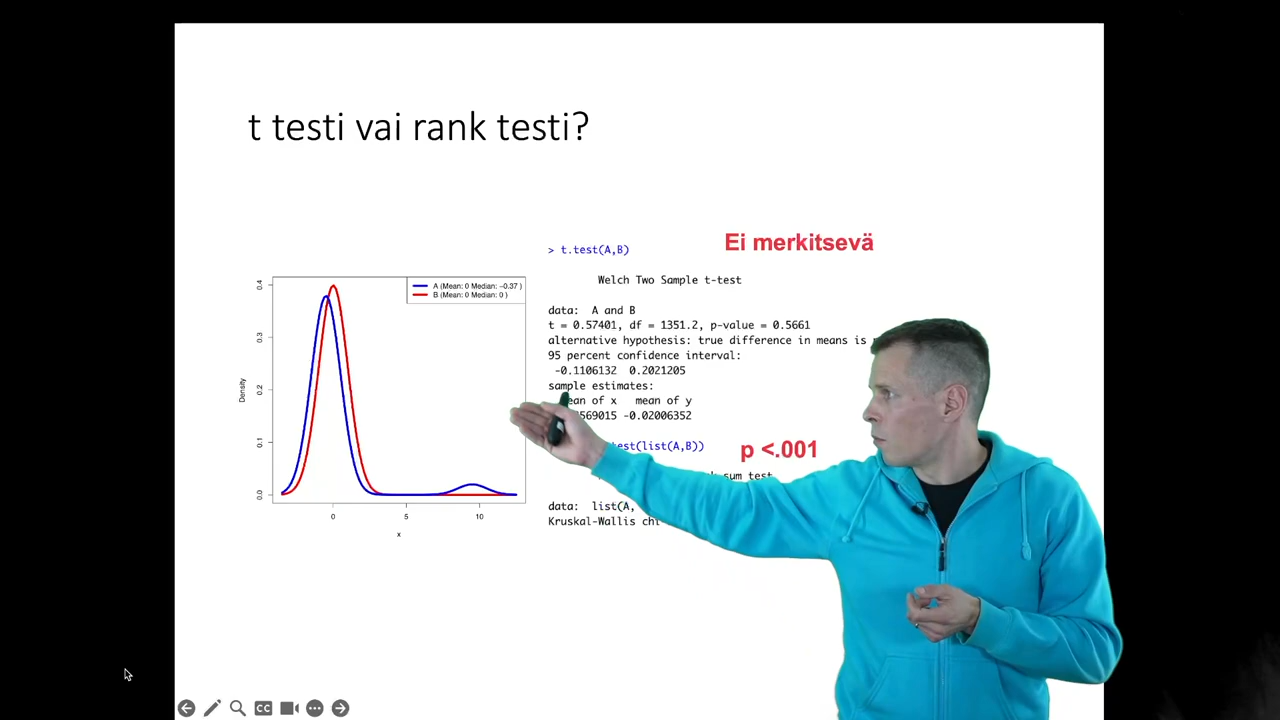 t testi vai rank testi?
Ei merkitsevä
> t.test(A,B)
Welch Two Sample t-test
data: A and B
t = 0.57401, df = 1351.2, p-value = 0.5661
alternative hypothesis: true difference in means is
95 percent confidence interval:
-0.1106132 0.2021205
sample estimates:
mean of x mean of y
569015 -0.02006352
test(list(A,B))
p <.001
sum test
data: list(A,
Kruskal-Wallis chi
A (Mean: 0 Median: -0.37 )
B (Mean: 0 Median: 0 )
Density
0.4
0.3
0.2
0.1
0.0
0 5 10
x
CC